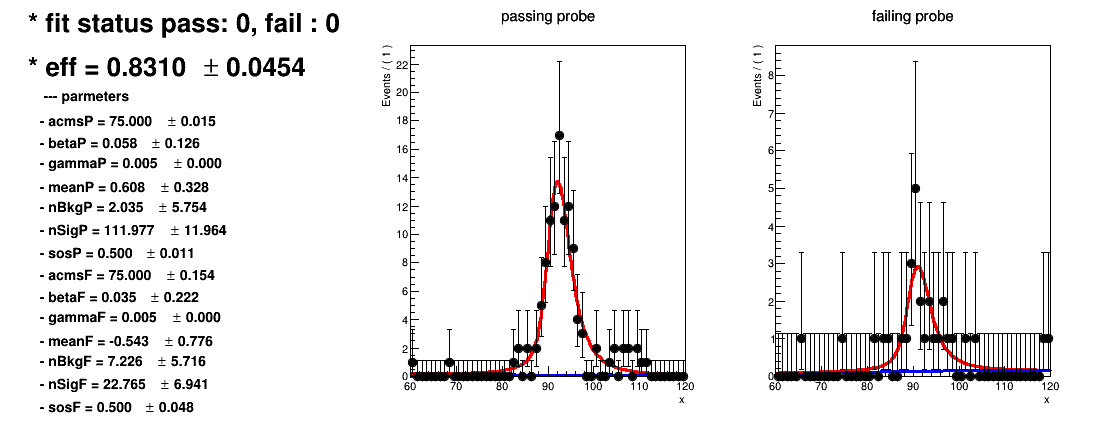 * fit status pass: 0, fail : 0
* eff = 0.8310 ± 0.0454
--- parmeters
- acmsP = 75.000 ± 0.015
- betaP = 0.058 ± 0.126
- gammaP = 0.005 ± 0.000
- meanP = 0.608 ± 0.328
- nBkgP = 2.035 ± 5.754
- nSigP = 111.977 ± 11.964
- sosP = 0.500 ± 0.011
- acmsF = 75.000 ± 0.154
- betaF = 0.035 ± 0.222
- gammaF = 0.005 ± 0.000
- meanF = -0.543 ± 0.776
- nBkgF = 7.226 ± 5.716
- nSigF = 22.765 ± 6.941
- sosF = 0.500 ± 0.048
passing probe
Events / ( 1 )
22
20
18
16
14
12
10
8
6
4
2
0
60 70 80 90 100 110 120
x
failing probe
Events / ( 1 )
8
7
6
5
4
3
2
1
0
60 70 80 90 100 110 120
x